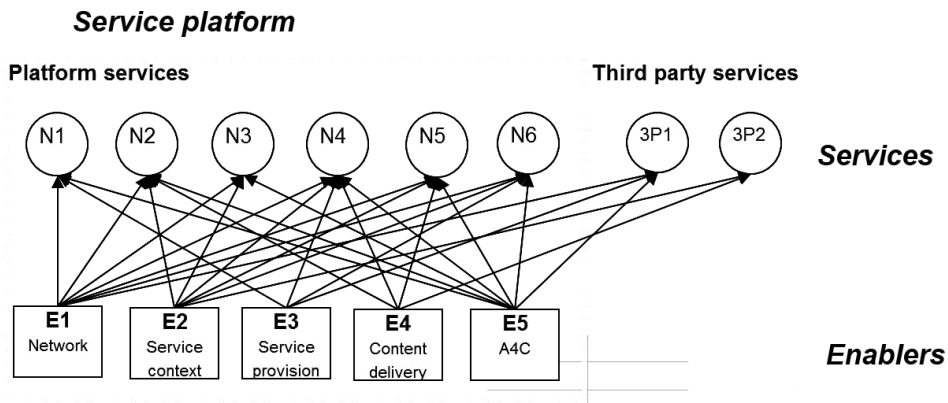 Service platform
Platform services
Third party services
N1
N2
N3
N4
N5
N6
3P1
3P2
Services
E1
Network
E2
Service
context
E3
Service
provision
E4
Content
delivery
E5
A4C
Enablers